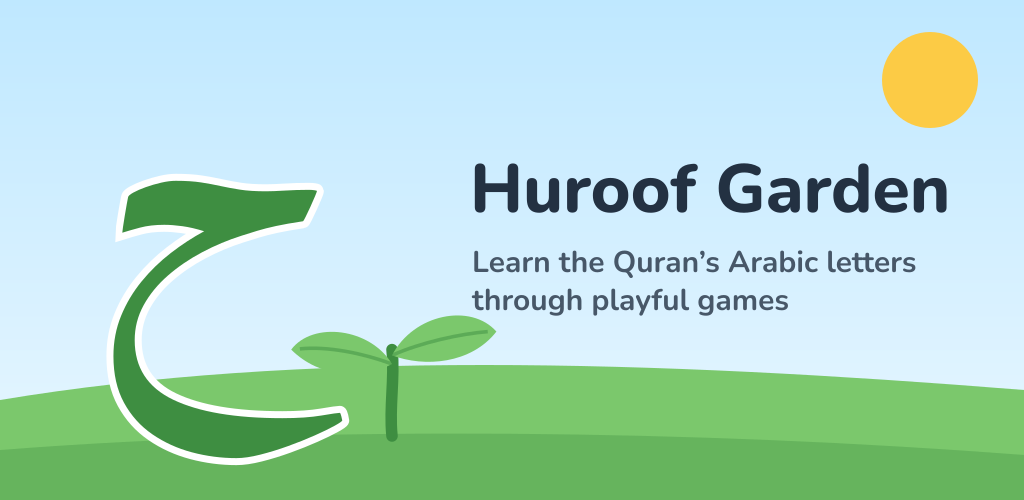 ح
Huroof Garden
Learn the Quran’s Arabic letters
through playful games